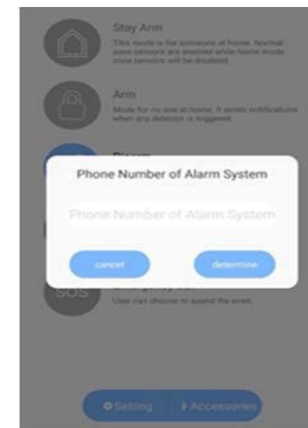 Stay Arm
This mode is for someone at home. Normal
zone sensors are enabled while home mode
zone sensors will be disabled.
Arm
Mode for no one at home. It sends notifications
when any detector is triggered.
Disarm
Phone Number of Alarm System
Phone Number of Alarm System
cancel
determine
SOS
User can choose to sound the siren.
Setting
Accessories